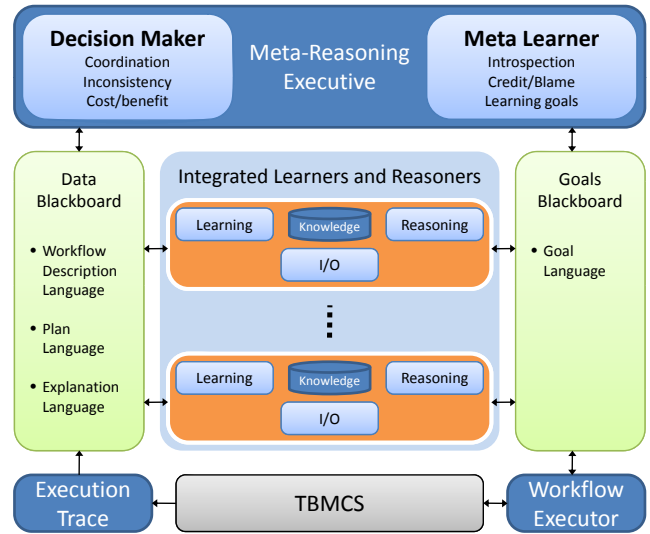 Decision Maker
Coordination
Inconsistency
Cost/benefit
Meta-Reasoning
Executive
Meta Learner
Introspection
Credit/Blame
Learning goals
Data
Blackboard
• Workflow
Description
Language
• Plan
Language
• Explanation
Language
Integrated Learners and Reasoners
Learning
Knowledge
Reasoning
I/O
Learning
Knowledge
Reasoning
I/O
Goals
Blackboard
• Goal
Language
Execution
Trace
TBMCS
Workflow
Executor